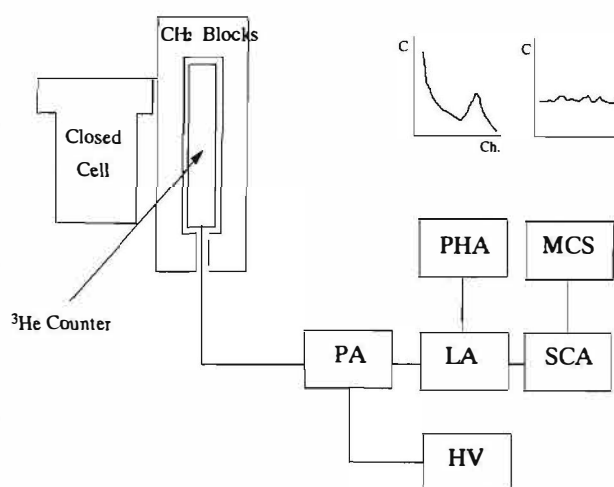 CH₂ Blocks
C
C
Ch.
Closed
Cell
³He Counter
PHA
MCS
PA
LA
SCA
HV